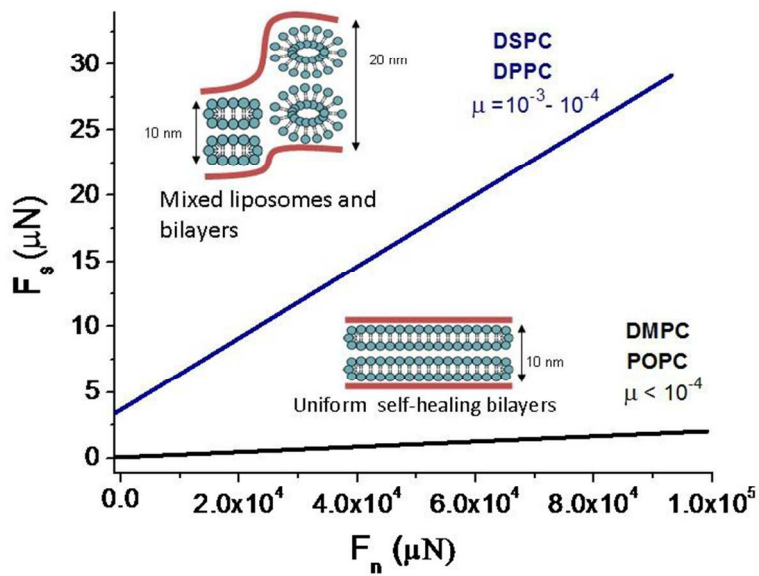 DSPC
DPPC
μ =10⁻³- 10⁻⁴
20 nm
10 nm
Mixed liposomes and
bilayers
DMPC
POPC
μ < 10⁻⁴
10 nm
Uniform self-healing bilayers
Fₛ (μN)
30
25
20
15
10
5
0
0.0 2.0x10⁴ 4.0x10⁴ 6.0x10⁴ 8.0x10⁴ 1.0x10⁵
Fₙ (μN)